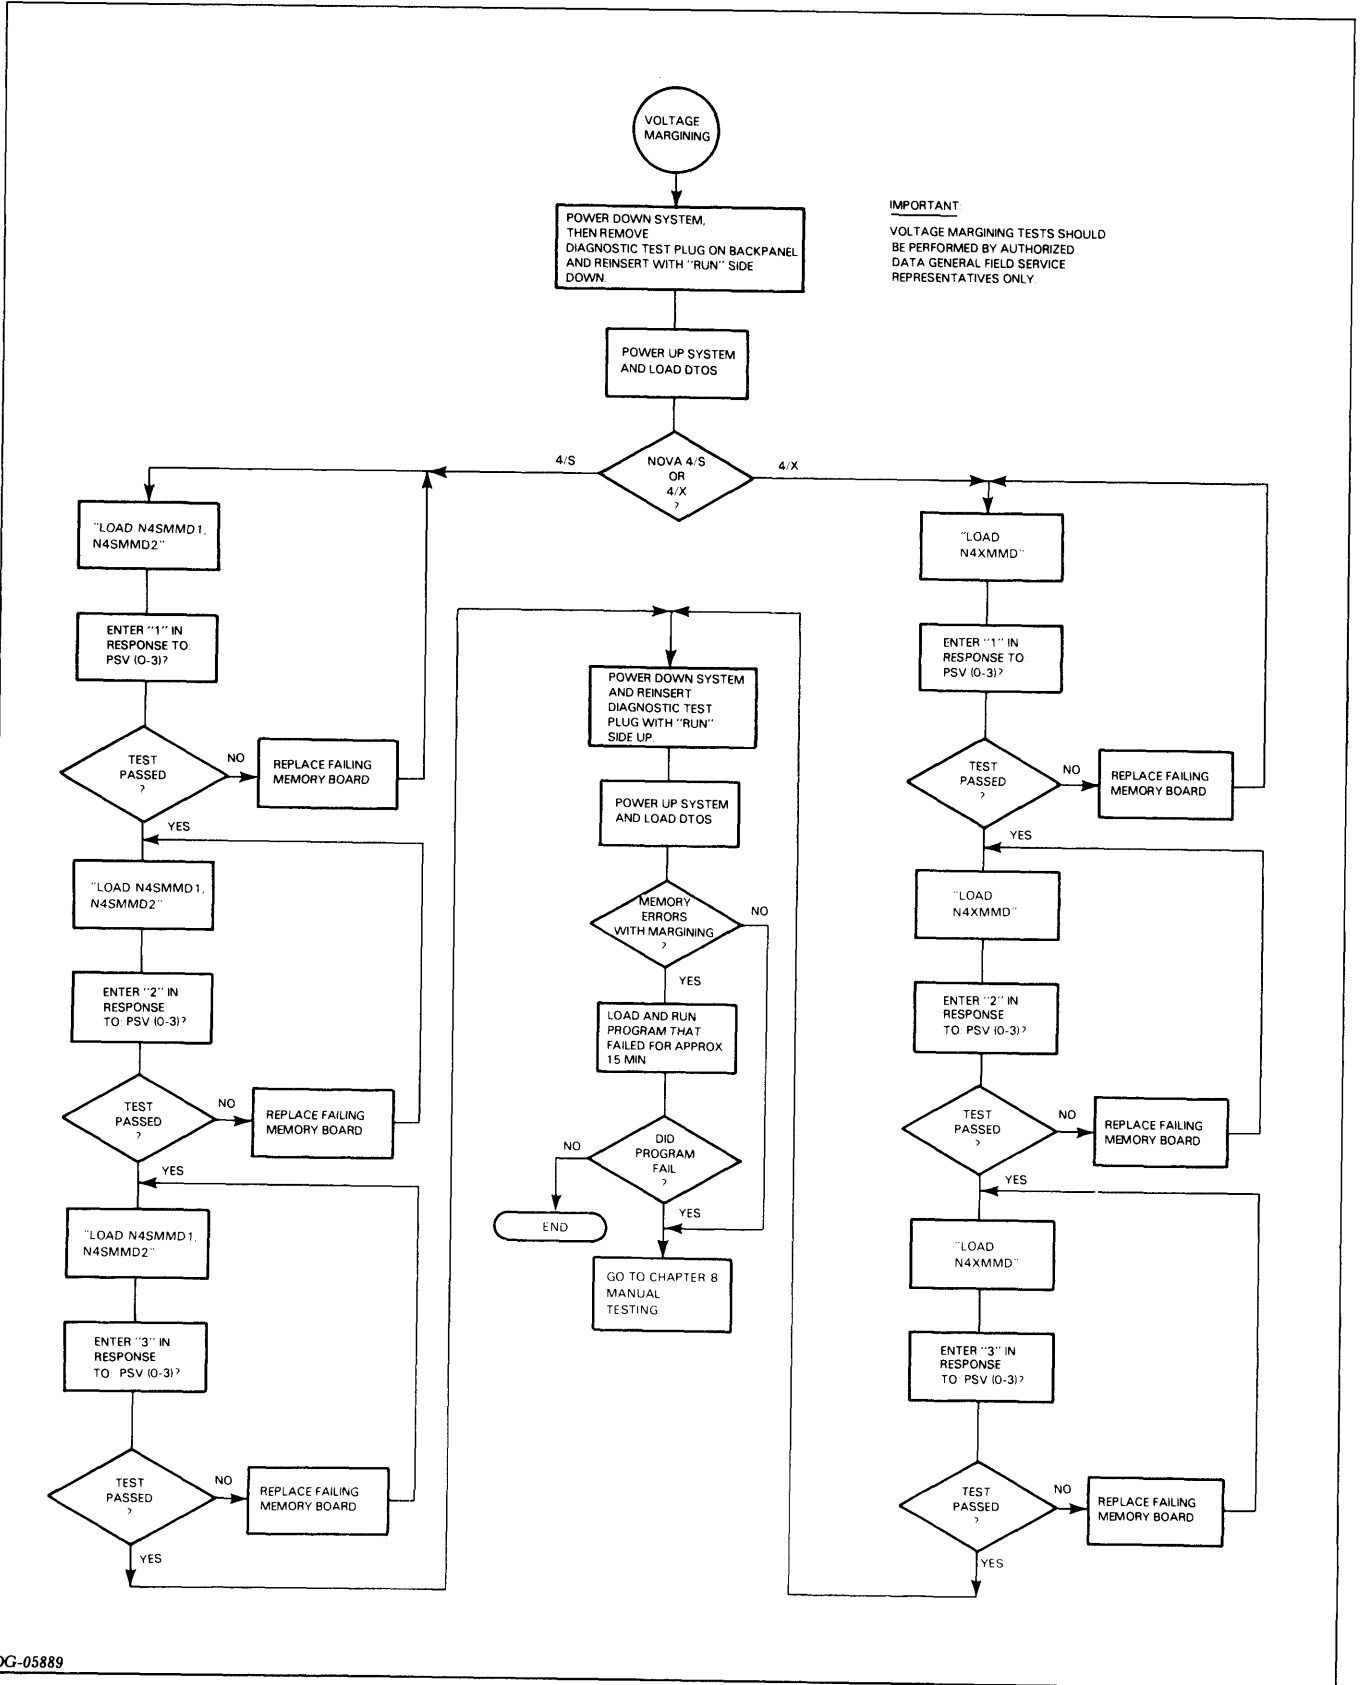 VOLTAGE
MARGINING
POWER DOWN SYSTEM,
THEN REMOVE
DIAGNOSTIC TEST PLUG ON BACKPANEL
AND REINSERT WITH "RUN" SIDE
DOWN.
IMPORTANT:
VOLTAGE MARGINING TESTS SHOULD
BE PERFORMED BY AUTHORIZED
DATA GENERAL FIELD SERVICE
REPRESENTATIVES ONLY.
POWER UP SYSTEM
AND LOAD DTOS
4/S
NOVA 4/S
OR
4/X
?
4/X
"LOAD N4SMMD1,
N4SMMD2"
ENTER "1" IN
RESPONSE TO:
PSV (0-3)?
TEST
PASSED
?
NO
REPLACE FAILING
MEMORY BOARD
YES
"LOAD N4SMMD1,
N4SMMD2"
ENTER "2" IN
RESPONSE
TO: PSV (0-3)?
TEST
PASSED
?
NO
REPLACE FAILING
MEMORY BOARD
YES
"LOAD N4SMMD1,
N4SMMD2"
ENTER "3" IN
RESPONSE
TO: PSV (0-3)?
TEST
PASSED
?
NO
REPLACE FAILING
MEMORY BOARD
YES
POWER DOWN SYSTEM
AND REINSERT
DIAGNOSTIC TEST
PLUG WITH "RUN"
SIDE UP.
POWER UP SYSTEM
AND LOAD DTOS
MEMORY
ERRORS
WITH MARGINING
?
NO
YES
LOAD AND RUN
PROGRAM THAT
FAILED FOR APPROX
15 MIN
DID
PROGRAM
FAIL
?
NO
END
YES
GO TO CHAPTER 8
MANUAL
TESTING
"LOAD
N4XMMD"
ENTER "1" IN
RESPONSE TO:
PSV (0-3)?
TEST
PASSED
?
NO
REPLACE FAILING
MEMORY BOARD
YES
"LOAD
N4XMMD"
ENTER "2" IN
RESPONSE
TO: PSV (0-3)?
TEST
PASSED
?
NO
REPLACE FAILING
MEMORY BOARD
YES
"LOAD
N4XMMD"
ENTER "3" IN
RESPONSE
TO: PSV (0-3)?
TEST
PASSED
?
NO
REPLACE FAILING
MEMORY BOARD
YES
DG-05889